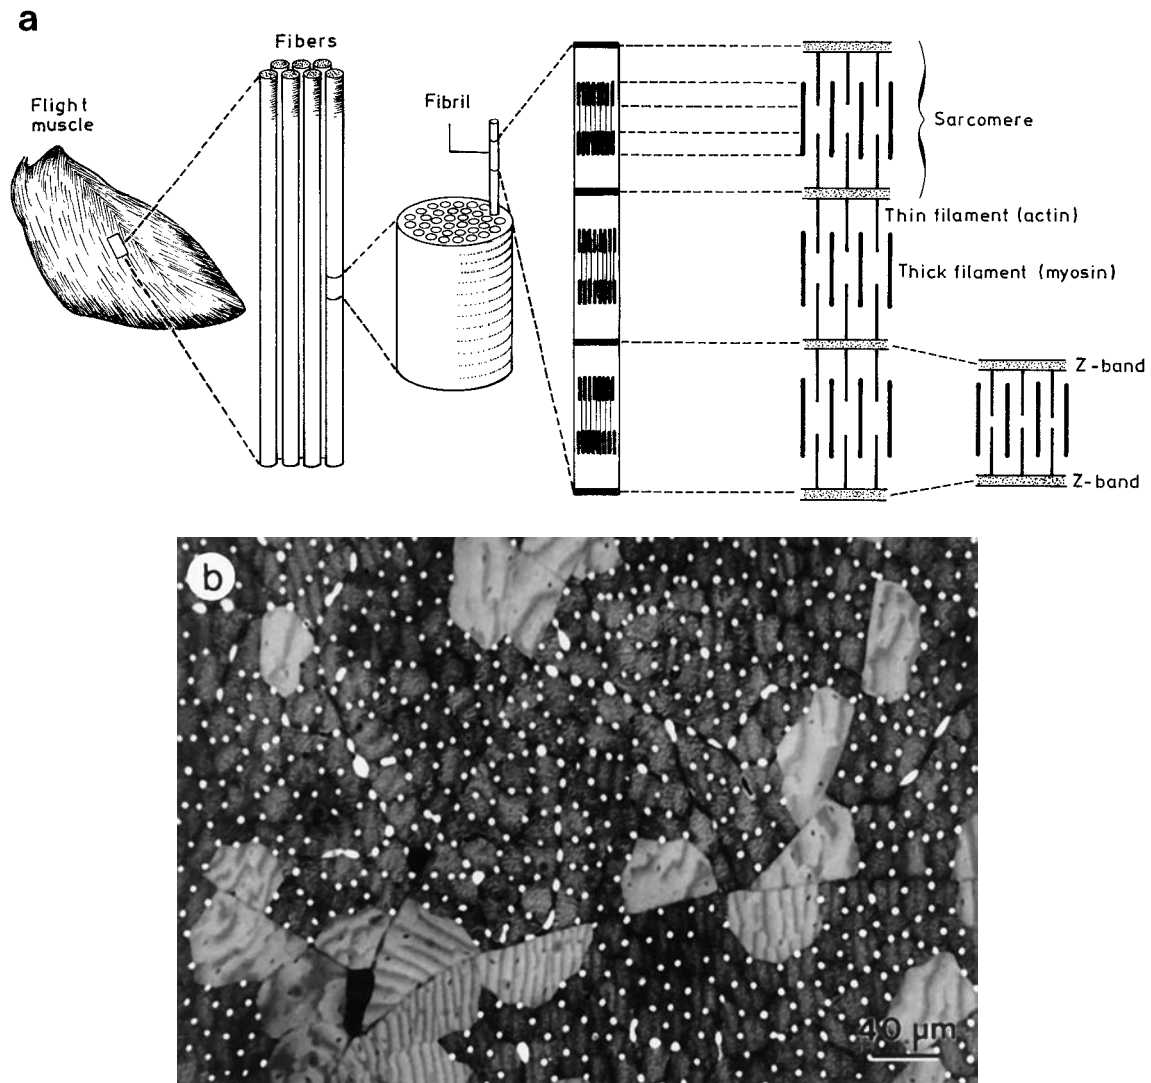 a
Fibers
Flight
muscle
Fibril
Sarcomere
Thin filament (actin)
Thick filament (myosin)
Z-band
Z-band
b
40 µm